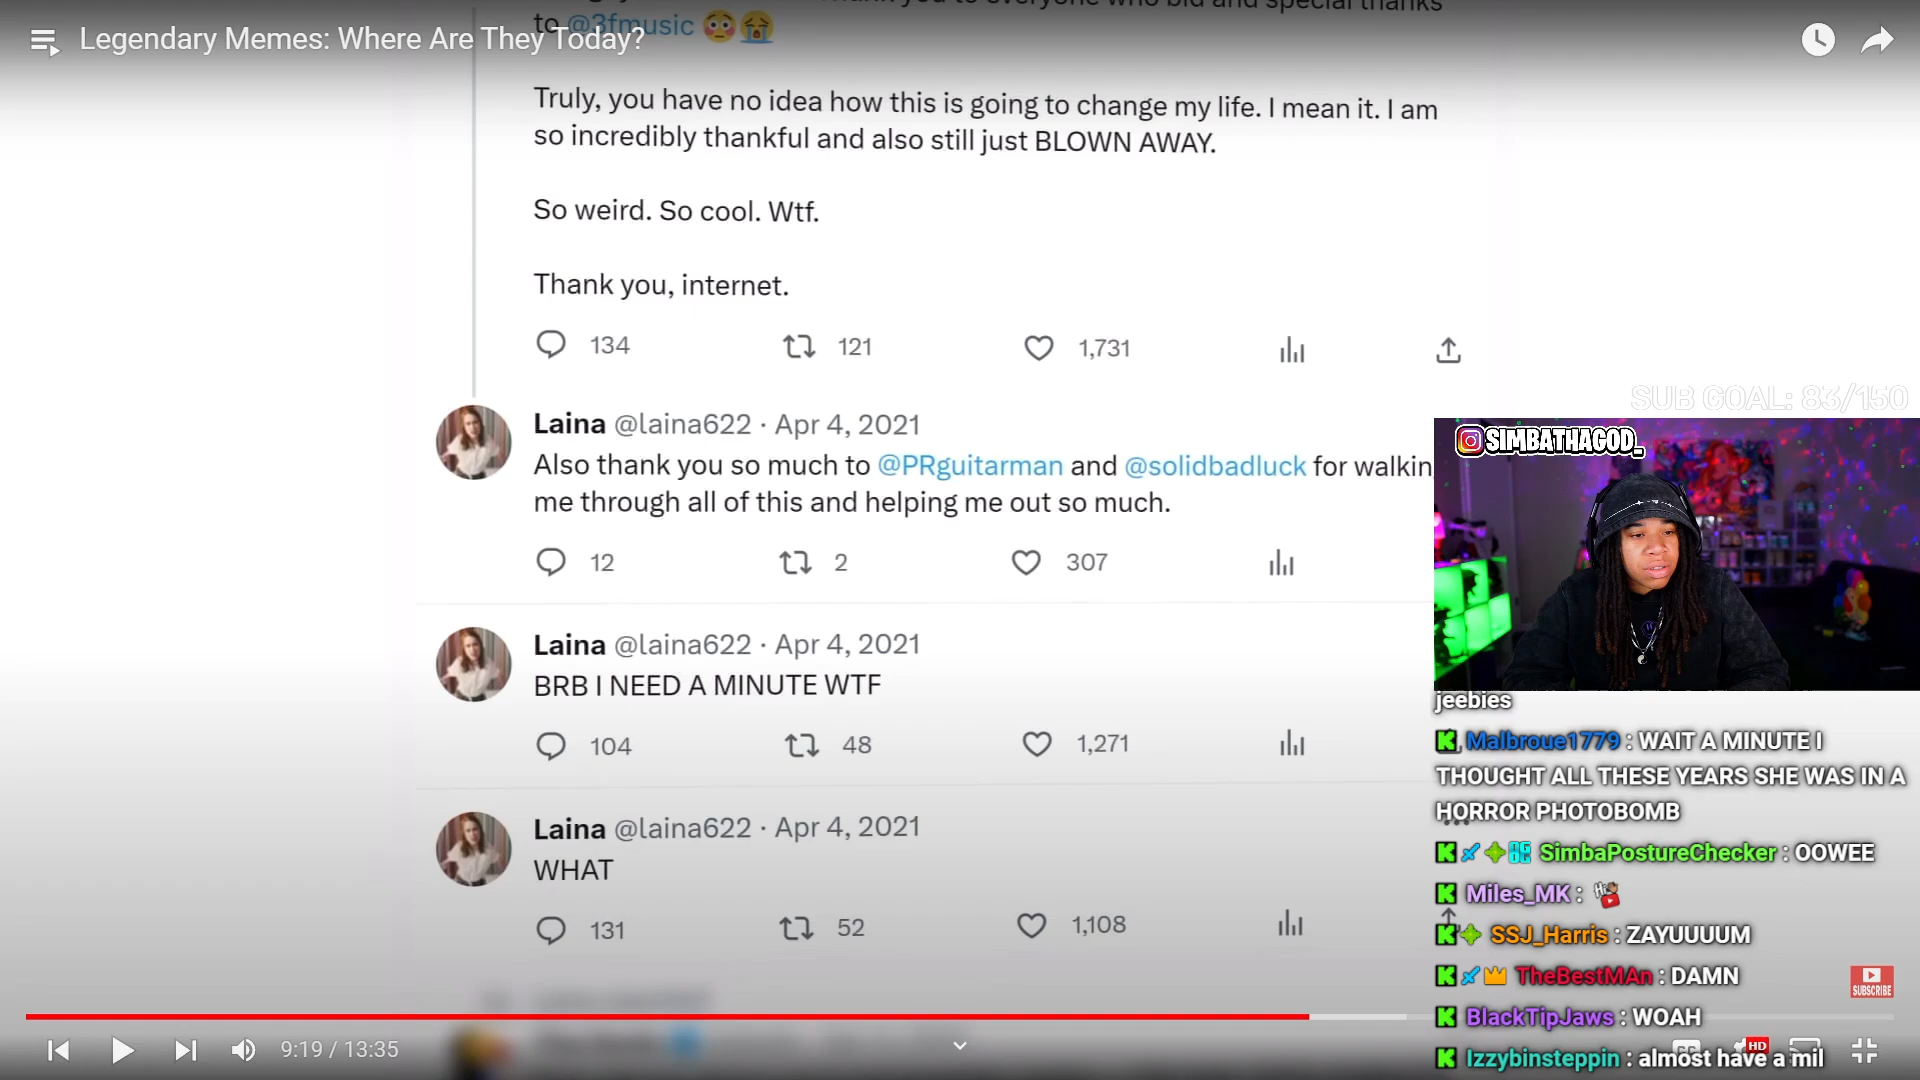 Legendary Memes: Where Are They Today?
to @3fmusic
Truly, you have no idea how this is going to change my life. I mean it. I am
so incredibly thankful and also still just BLOWN AWAY.
So weird. So cool. Wtf.
Thank you, internet.
134 121 1,731
SUB GOAL: 83/150
Laina @laina622 · Apr 4, 2021
Also thank you so much to @PRguitarman and @solidbadluck for walkin
me through all of this and helping me out so much.
12 2 307
@SIMBATHAGOD_
Laina @laina622 · Apr 4, 2021
BRB I NEED A MINUTE WTF
104 48 1,271
Laina @laina622 · Apr 4, 2021
WHAT
131 52 1,108
jeebies
Malbroue1779 : WAIT A MINUTE I
THOUGHT ALL THESE YEARS SHE WAS IN A
HORROR PHOTOBOMB
SimbaPostureChecker : OOWEE
Miles_MK :
SSJ_Harris : ZAYUUUUM
TheBestMAn : DAMN
BlackTipJaws : WOAH
Izzybinsteppin : almost have a mil
SUBSCRIBE
HD
9:19 / 13:35